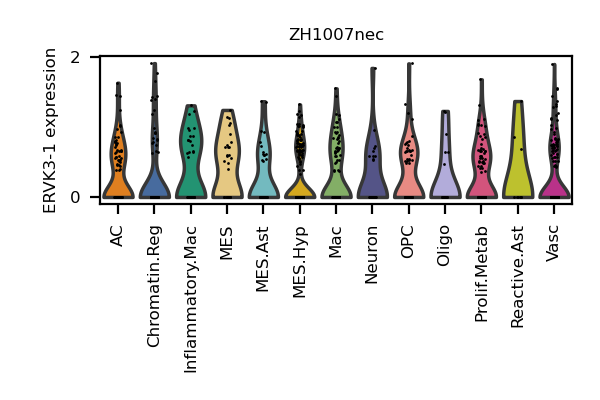 ZH1007nec
ERVK3-1 expression
2
0
AC
Chromatin.Reg
Inflammatory.Mac
MES
MES.Ast
MES.Hyp
Mac
Neuron
OPC
Oligo
Prolif.Metab
Reactive.Ast
Vasc